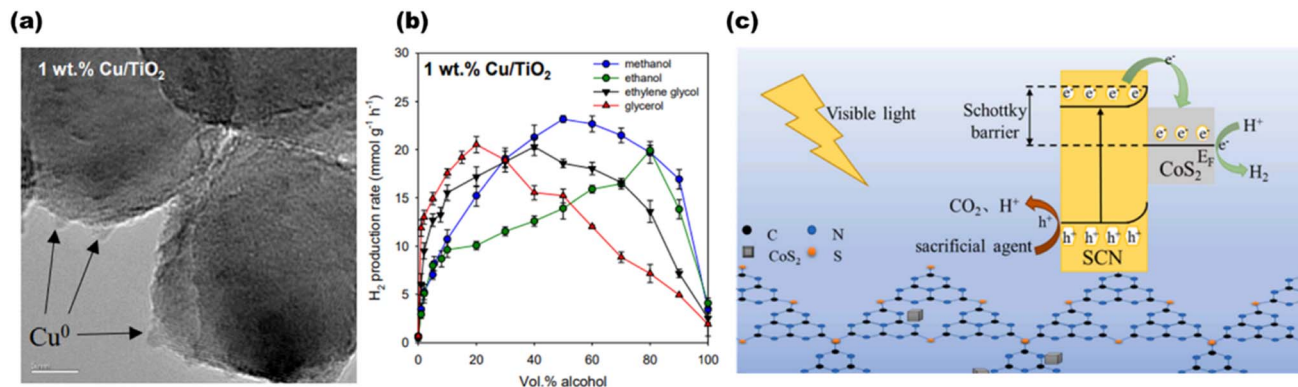 (a)
1 wt.% Cu/TiO2
Cu0
(b)
H2 production rate (mmol g-1 h-1)
30
25
20
15
10
5
0
1 wt.% Cu/TiO2
methanol
ethanol
ethylene glycol
glycerol
0 20 40 60 80 100
Vol.% alcohol
(c)
Visible light
Schottky
barrier
e- e- e- e-
e-
e- e- e-
EF
CoS2
H+
e-
H2
CO2、H+
h+
sacrificial agent
h+ h+ h+ h+
SCN
C N
CoS2 S